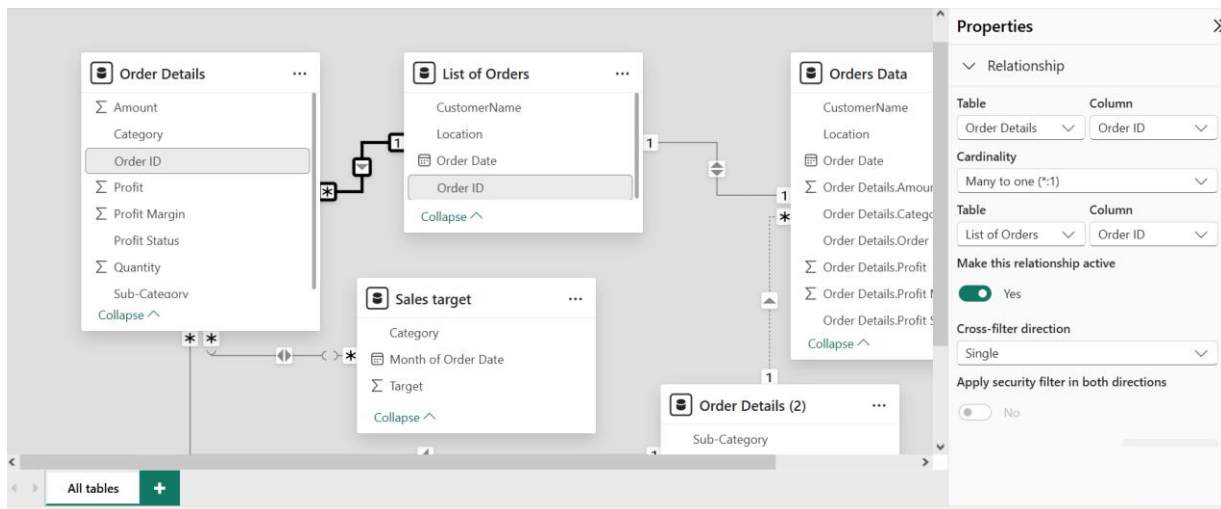 Order Details
Amount
Category
Order ID
Profit
Profit Margin
Profit Status
Quantity
Sub-Category
Collapse
List of Orders
CustomerName
Location
Order Date
Order ID
Collapse
Orders Data
CustomerName
Location
Order Date
Order Details.Amour
Order Details.Catego
Order Details.Order
Order Details.Profit
Order Details.Profit M
Order Details.Profit S
Collapse
1
*
1
1
*
* *
*
1
1
Sales target
Category
Month of Order Date
Target
Collapse
Order Details (2)
Sub-Category
All tables
+
Properties
Relationship
Table Column
Order Details Order ID
Cardinality
Many to one (*:1)
Table Column
List of Orders Order ID
Make this relationship active
Yes
Cross-filter direction
Single
Apply security filter in both directions
No